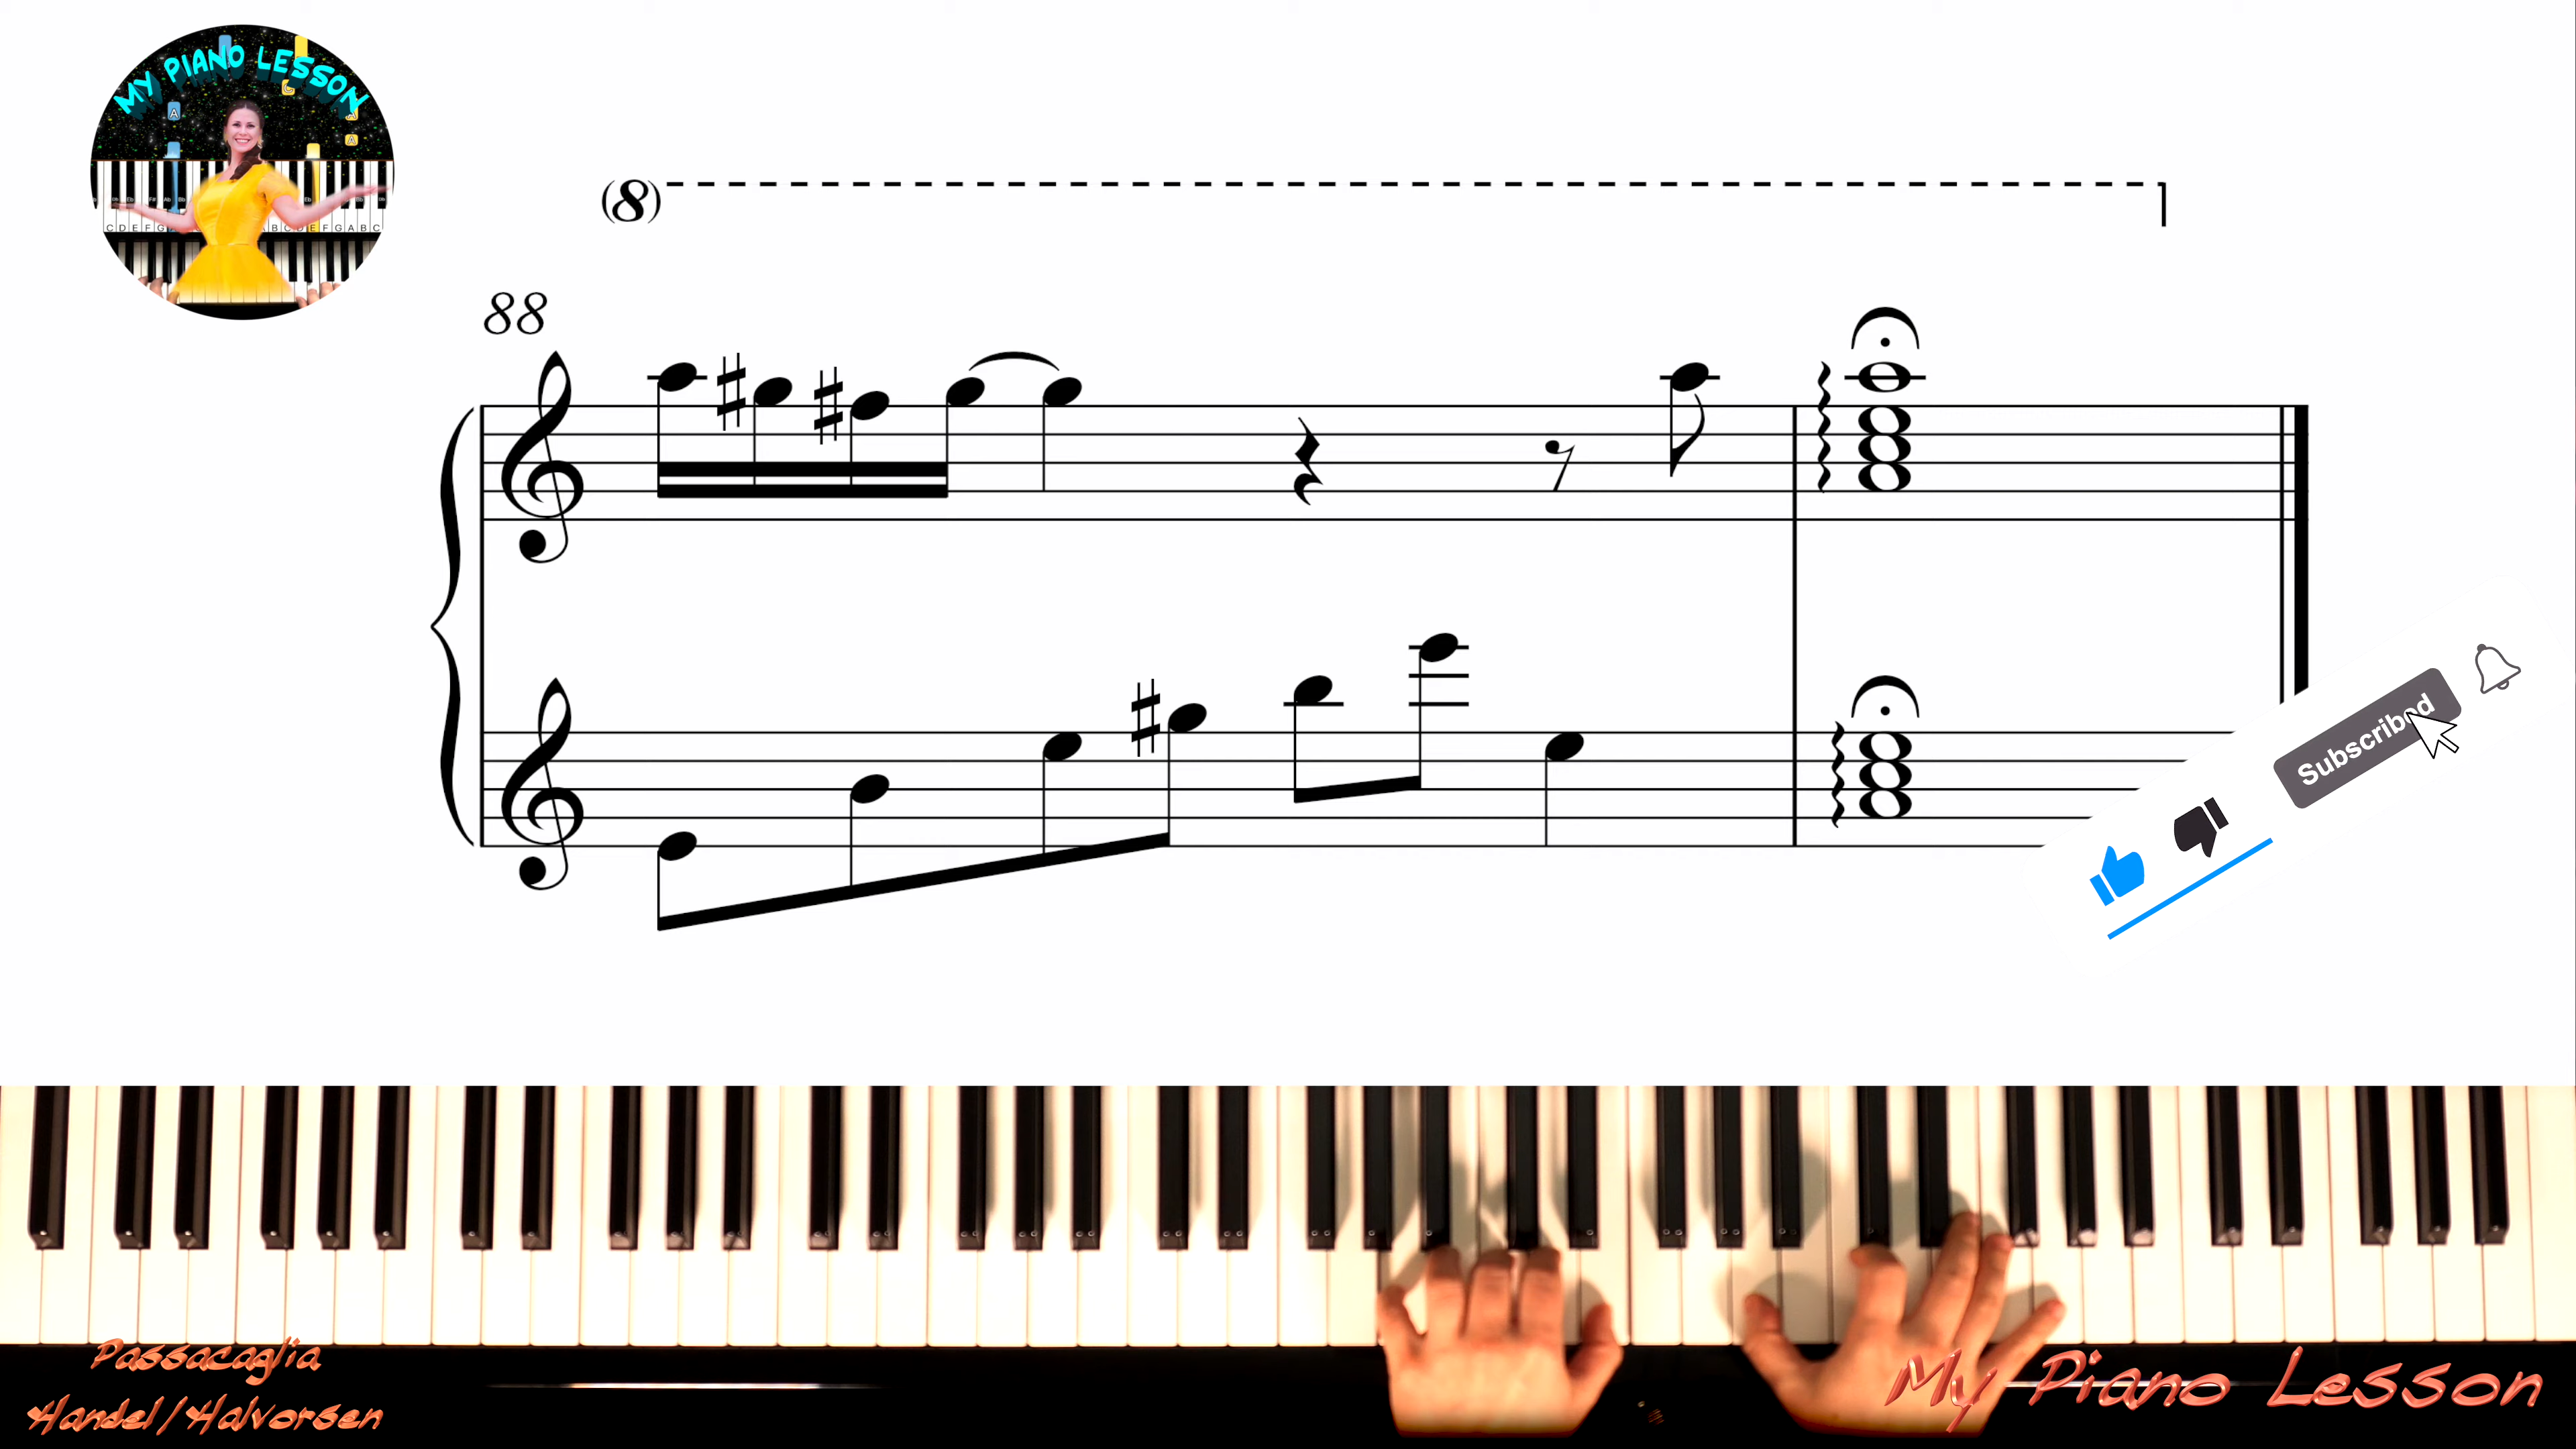 MY PIANO LESSON
(8)
88
Subscribed
Passacaglia
Handel/Halvorsen
My Piano Lesson